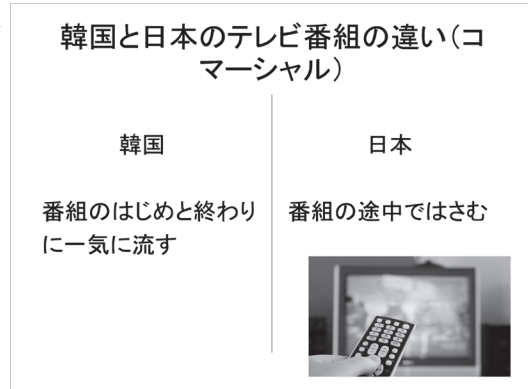 韓国と日本のテレビ番組の違い(コ
マーシャル)
韓国
番組のはじめと終わり
に一気に流す
日本
番組の途中ではさむ